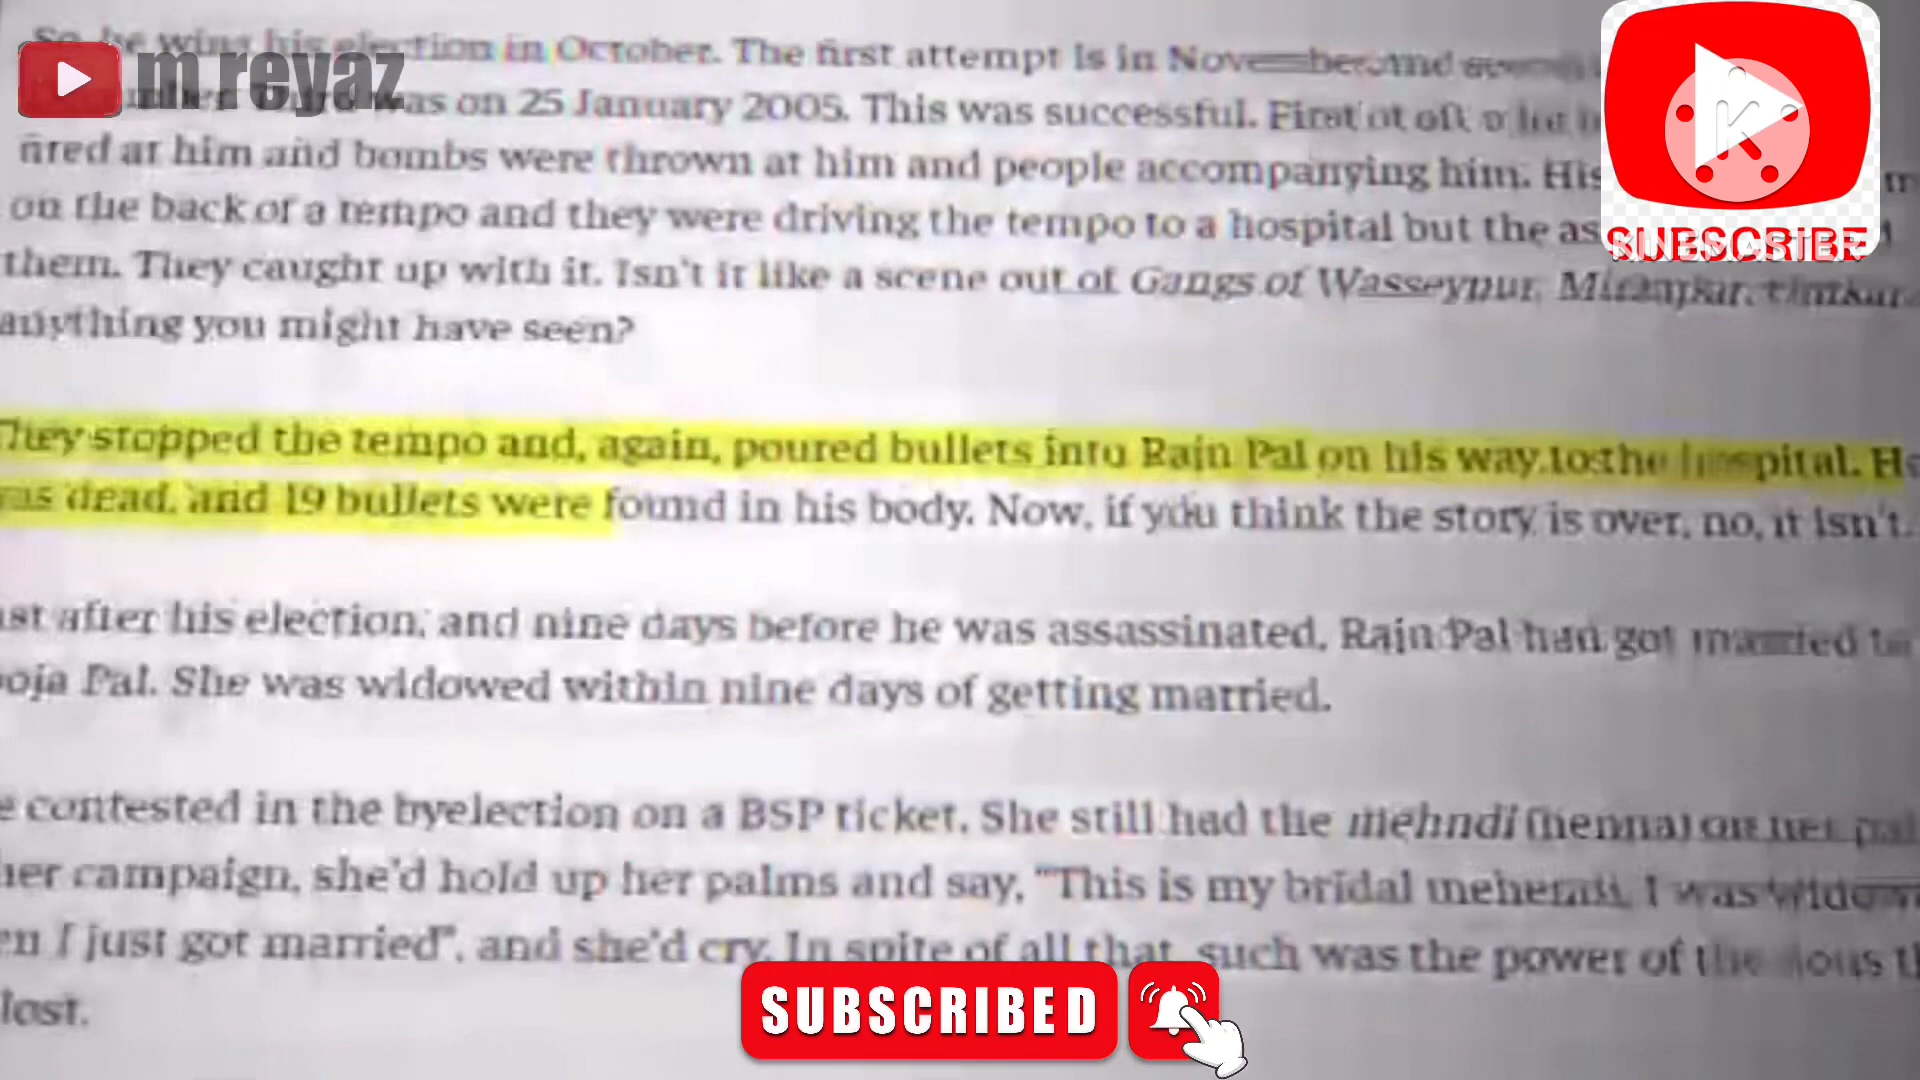 So, he wins his election in October. The first attempt is in November and
m reyaz
was on 25 January 2005. This was successful. First of all, a
fired at him and bombs were thrown at him and people accompanying him. His
on the back of a tempo and they were driving the tempo to a hospital but the
them. They caught up with it. Isn't it like a scene out of Gangs of Wasseypur, Mirzapur,
anything you might have seen?
They stopped the tempo and, again, poured bullets into Raju Pal on his way to the hospital. He
was dead, and 19 bullets were found in his body. Now, if you think the story is over, no, it isn't.
ust after his election, and nine days before he was assassinated, Raju Pal had got married to
ooja Pal. She was widowed within nine days of getting married.
e contested in the byelection on a BSP ticket. She still had the mehndi (henna) on her
her campaign, she'd hold up her palms and say, "This is my bridal mehendi, I was
en I just got married", and she'd cry. In spite of all that, such was the power of the
lost.
SUBSCRIBE
KINEMASTER
SUBSCRIBED